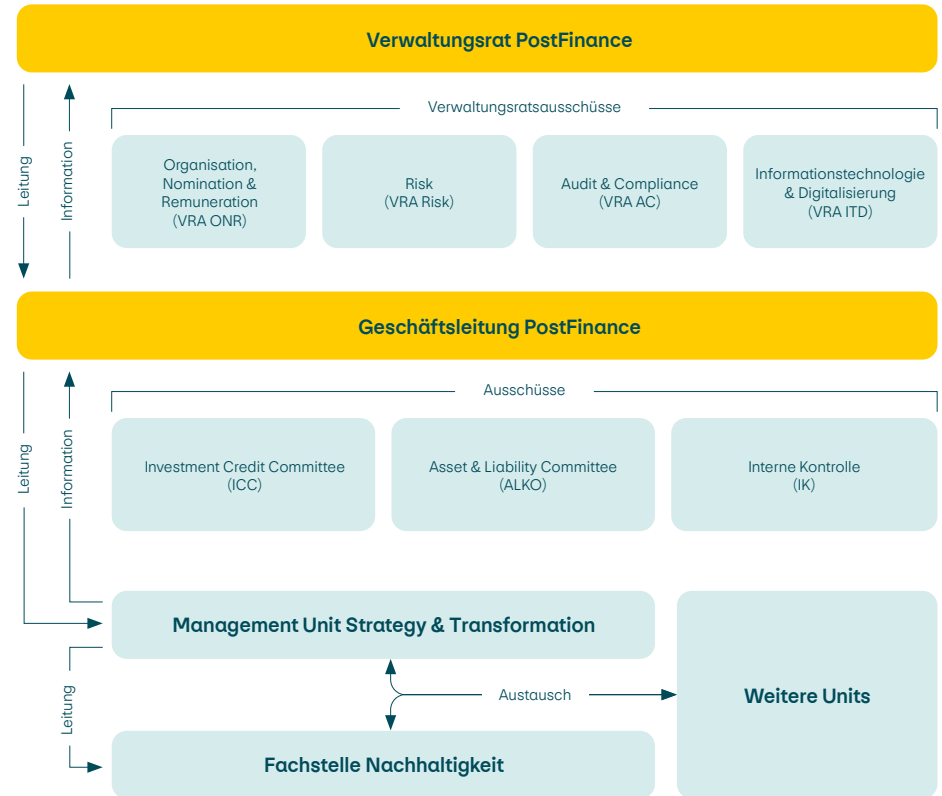 Verwaltungsrat PostFinance
Leitung
Information
Verwaltungsratsausschüsse
Organisation,
Nomination &
Remuneration
(VRA ONR)
Risk
(VRA Risk)
Audit & Compliance
(VRA AC)
Informationstechnologie
& Digitalisierung
(VRA ITD)
Geschäftsleitung PostFinance
Leitung
Information
Ausschüsse
Investment Credit Committee
(ICC)
Asset & Liability Committee
(ALKO)
Interne Kontrolle
(IK)
Management Unit Strategy & Transformation
Leitung
Austausch
Weitere Units
Fachstelle Nachhaltigkeit